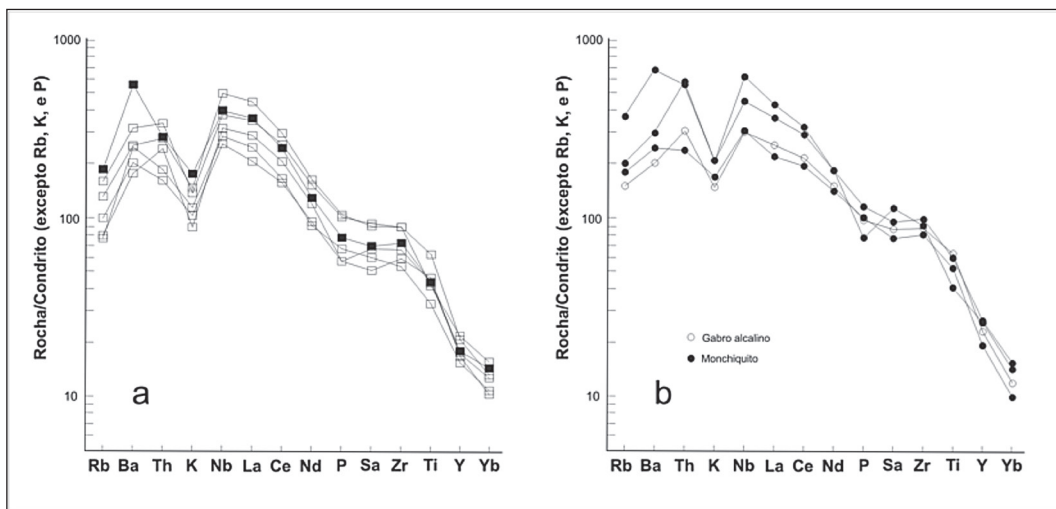 Rocha/Condrito (excepto Rb, K, e P)
1000
100
10
a
Rb Ba Th K Nb La Ce Nd P Sa Zr Ti Y Yb
Rocha/Condrito (excepto Rb, K, e P)
1000
100
10
Gabro alcalino
Monchiquito
b
Rb Ba Th K Nb La Ce Nd P Sa Zr Ti Y Yb